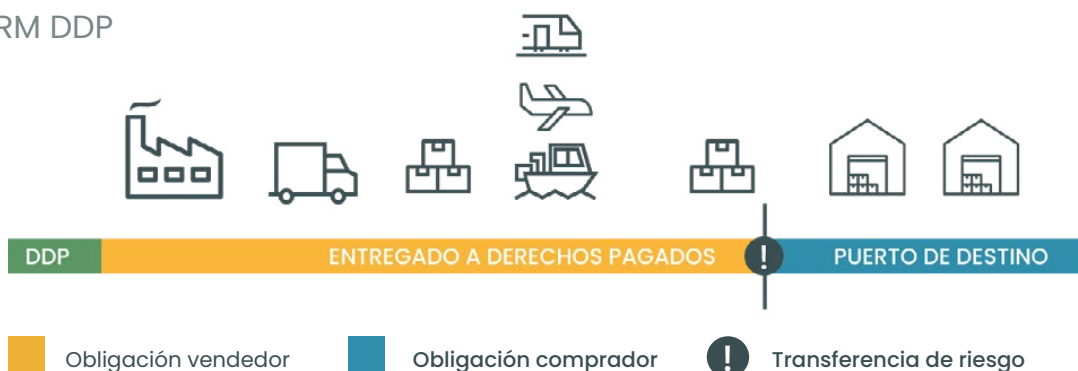 RM DDP
DDP
ENTREGADO A DERECHOS PAGADOS
!
PUERTO DE DESTINO
Obligación vendedor
Obligación comprador
!
Transferencia de riesgo